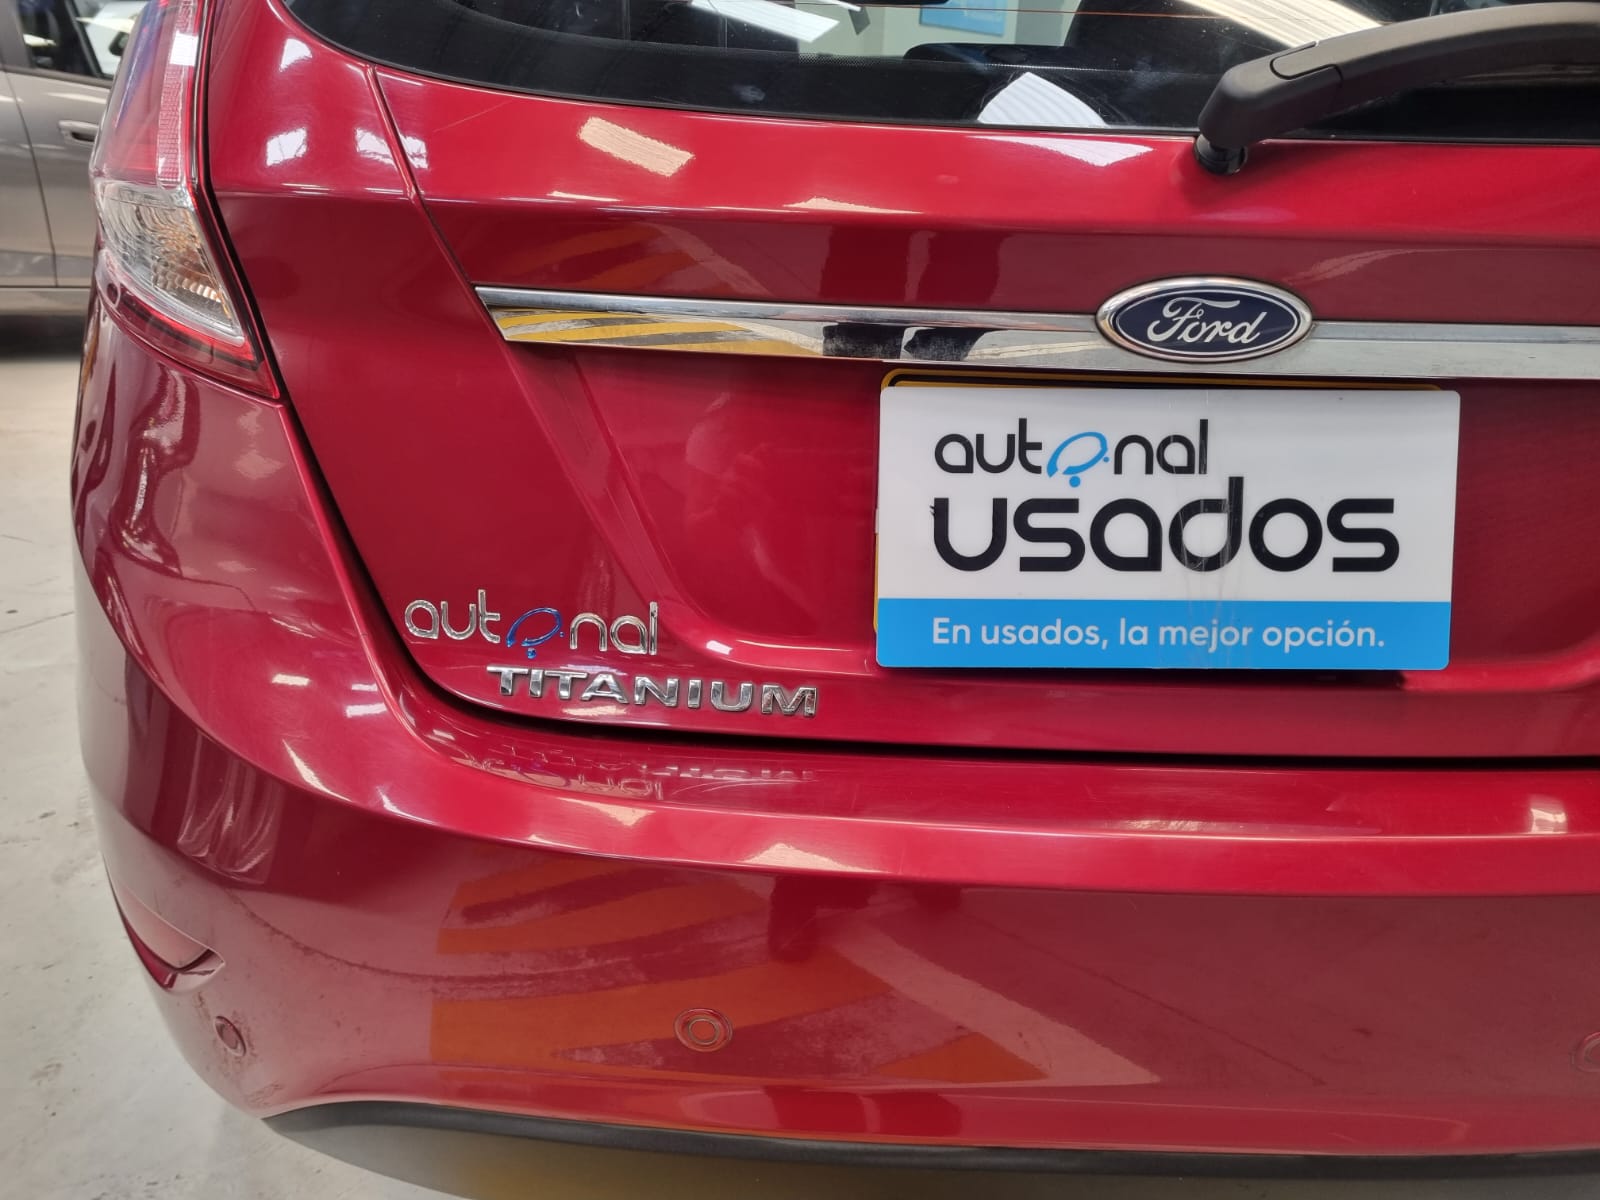 Ford
autonal
usados
En usados, la mejor opción.
autonal
TITANIUM